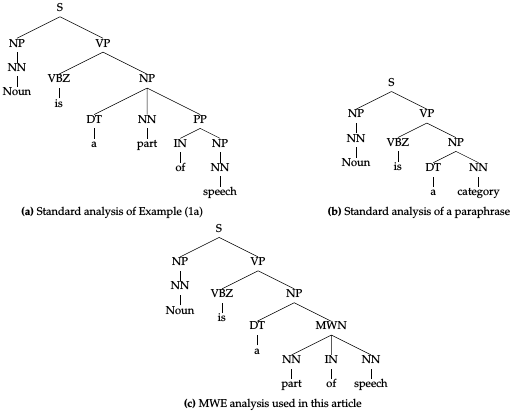 S
NP VP
NN VBZ NP
Noun is DT NN PP
a part IN NP
of NN
speech
(a) Standard analysis of Example (1a)
S
NP VP
NN VBZ NP
Noun is DT NN
a category
(b) Standard analysis of a paraphrase
S
NP VP
NN VBZ NP
Noun is DT MWN
a NN IN NN
part of speech
(c) MWE analysis used in this article